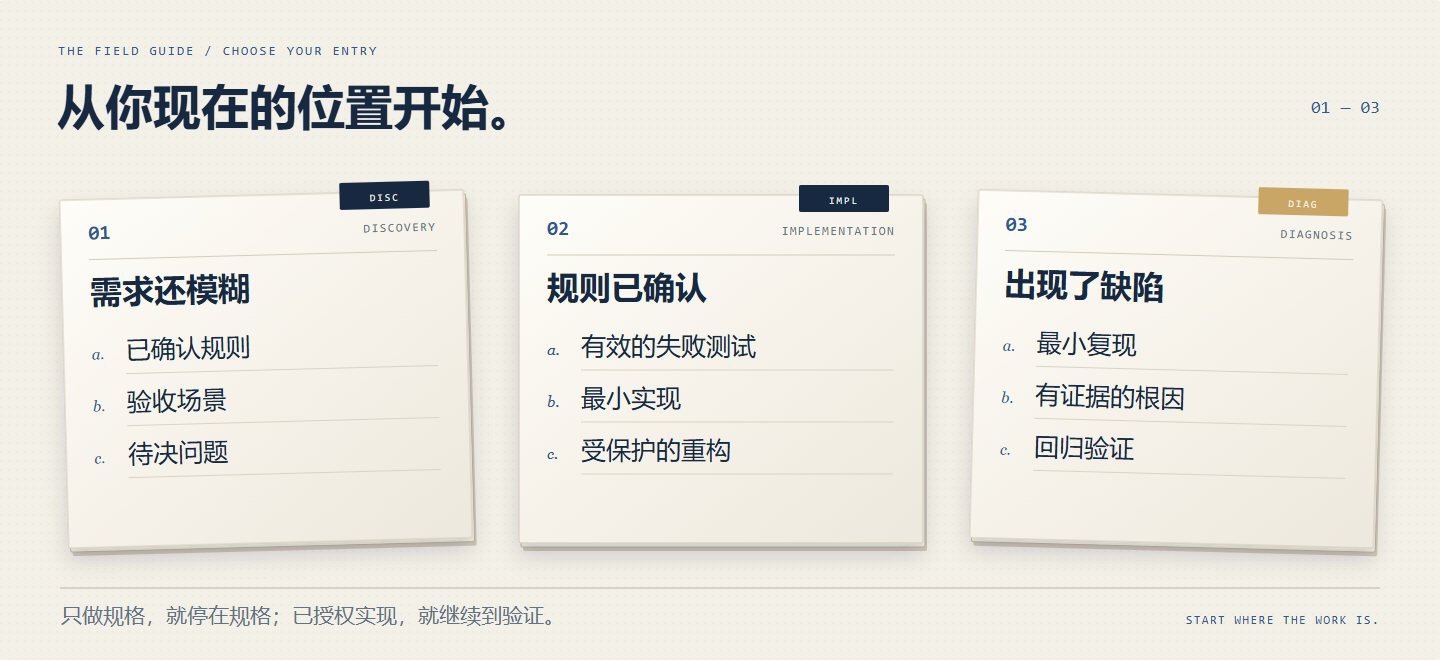 THE FIELD GUIDE / CHOOSE YOUR ENTRY
从你现在的位置开始。
01 — 03
DISC
01
DISCOVERY
需求还模糊
a. 已确认规则
b. 验收场景
c. 待决问题
IMPL
02
IMPLEMENTATION
规则已确认
a. 有效的失败测试
b. 最小实现
c. 受保护的重构
DIAG
03
DIAGNOSIS
出现了缺陷
a. 最小复现
b. 有证据的根因
c. 回归验证
只做规格，就停在规格；已授权实现，就继续到验证。
START WHERE THE WORK IS.